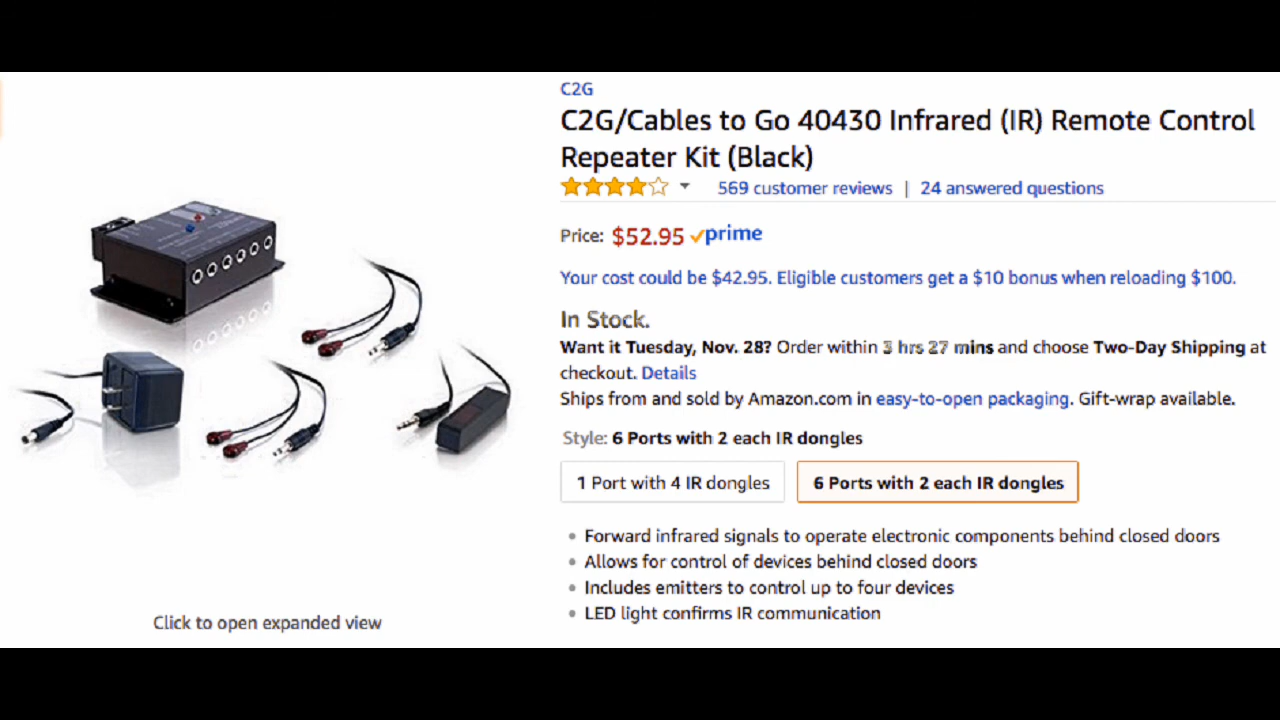 C2G
C2G/Cables to Go 40430 Infrared (IR) Remote Control
Repeater Kit (Black)
569 customer reviews | 24 answered questions
Price: $52.95 prime
Your cost could be $42.95. Eligible customers get a $10 bonus when reloading $100.
In Stock.
Want it Tuesday, Nov. 28? Order within 3 hrs 27 mins and choose Two-Day Shipping at
checkout. Details
Ships from and sold by Amazon.com in easy-to-open packaging. Gift-wrap available.
Style: 6 Ports with 2 each IR dongles
1 Port with 4 IR dongles
6 Ports with 2 each IR dongles
• Forward infrared signals to operate electronic components behind closed doors
• Allows for control of devices behind closed doors
• Includes emitters to control up to four devices
• LED light confirms IR communication
Click to open expanded view